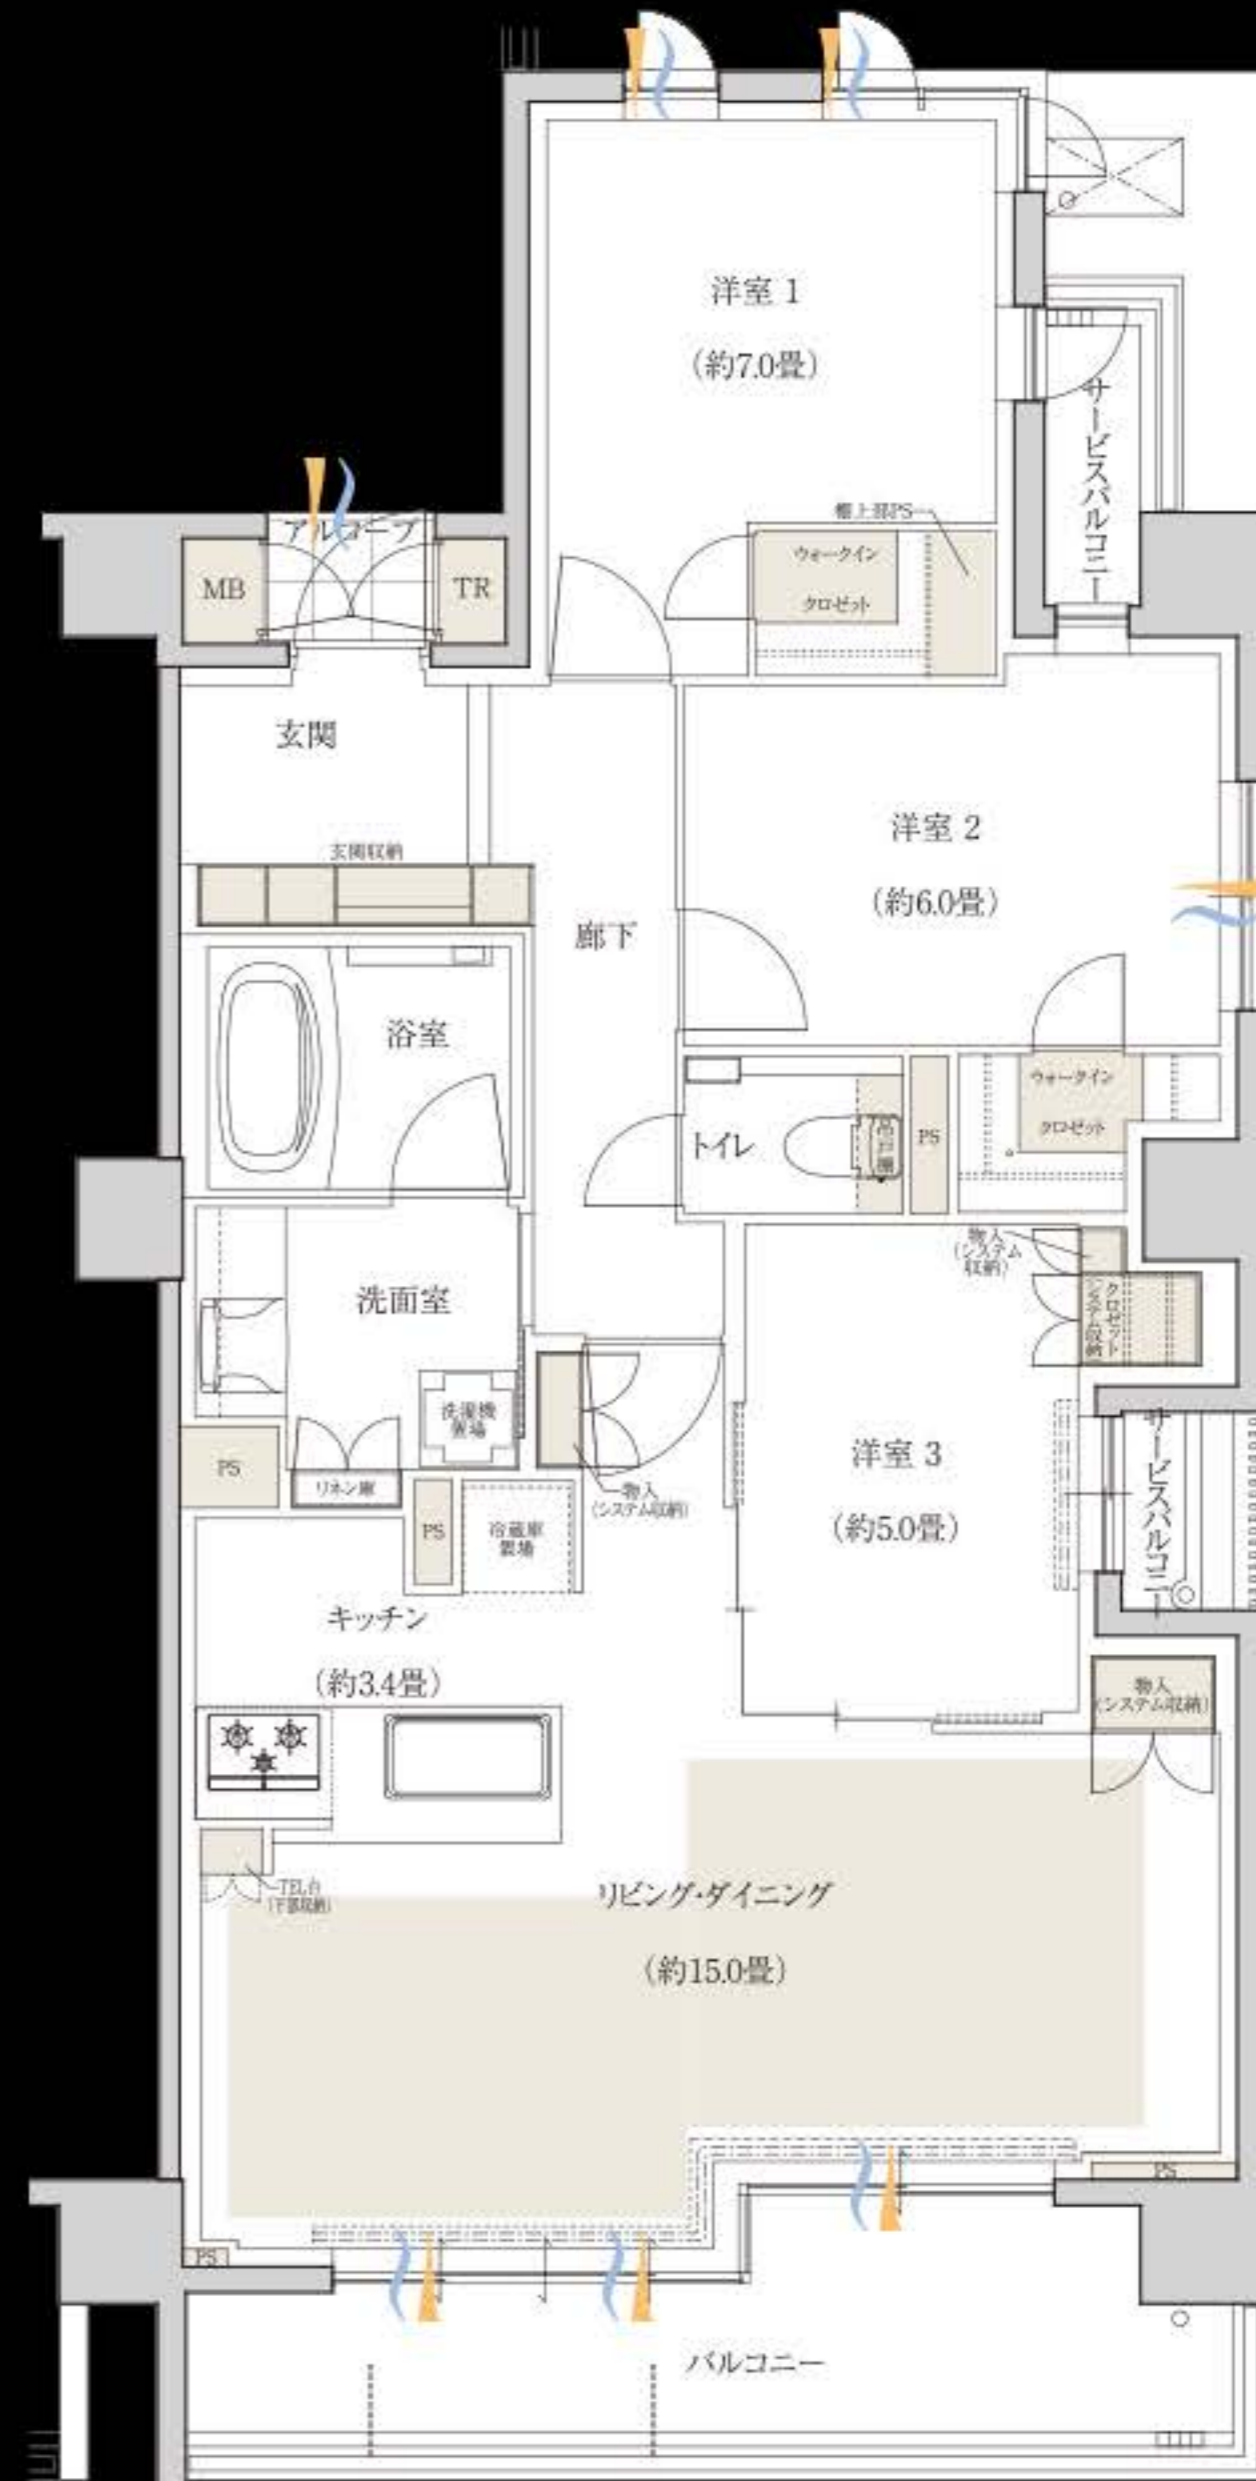 洋室 1
（約7.0畳）
サービスバルコニー
棚上部PS
ウォークイン
クロゼット
アルコーブ
MB
TR
玄関
玄関収納
洋室 2
（約6.0畳）
廊下
浴室
トイレ
吊戸棚
PS
ウォークイン
クロゼット
洗面室
洗濯機
置場
物入
（システム
収納）
クロゼット
（システム収納）
PS
リネン庫
PS
冷蔵庫
置場
物入
（システム収納）
洋室 3
（約5.0畳）
サービスバルコニー
キッチン
（約3.4畳）
物入
（システム収納）
TEL台
（下部収納）
リビング・ダイニング
（約15.0畳）
PS
PS
バルコニー